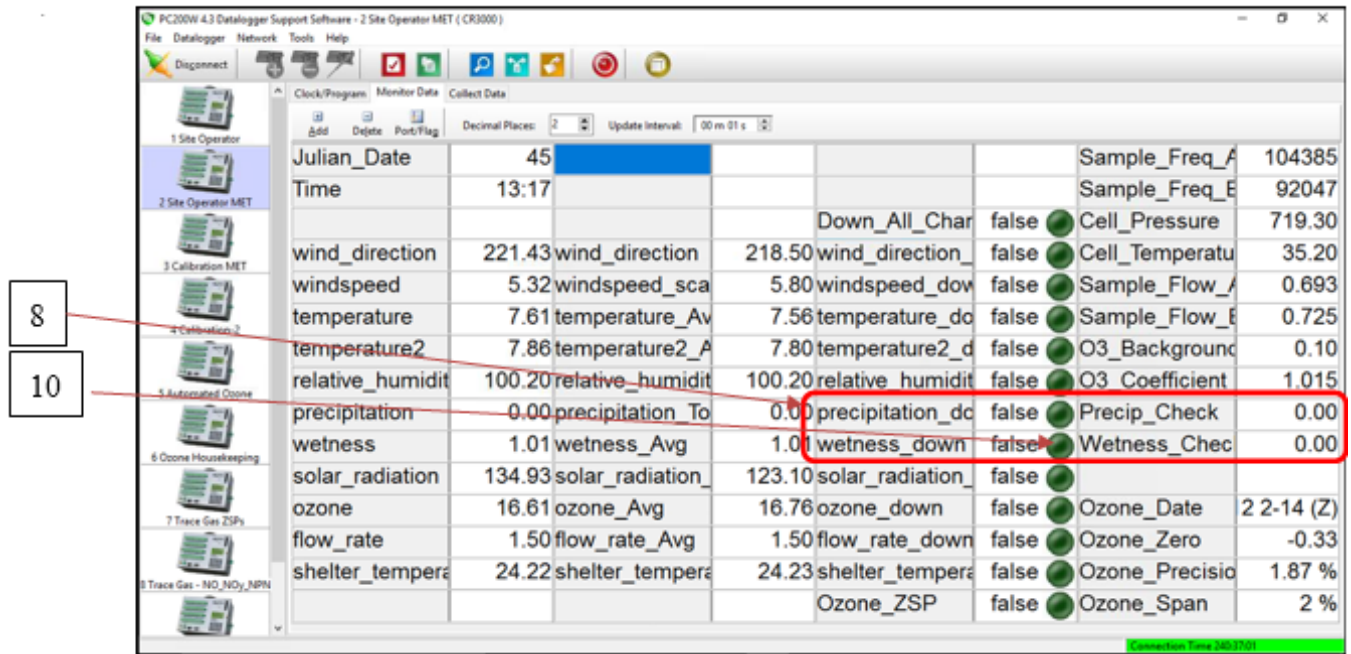 PC200W 4.3 Datalogger Support Software - 2 Site Operator MET ( CR3000 )
File Datalogger Network Tools Help
Disconnect
Clock/Program Monitor Data Collect Data
Add Delete Port/Flag Decimal Places: 2 Update Interval: 00 m 01 s
1 Site Operator
2 Site Operator MET
3 Calibration MET
4 Calibration-2
5 Automated Ozone
6 Ozone Housekeeping
7 Trace Gas ZSPs
8 Trace Gas - NO_NOy_NPN
Julian_Date 45 Sample_Freq_A 104385
Time 13:17 Sample_Freq_B 92047
Down_All_Char false Cell_Pressure 719.30
wind_direction 221.43 wind_direction 218.50 wind_direction_ false Cell_Temperatu 35.20
windspeed 5.32 windspeed_sca 5.80 windspeed_dow false Sample_Flow_A 0.693
temperature 7.61 temperature_Av 7.56 temperature_do false Sample_Flow_B 0.725
temperature2 7.86 temperature2_A 7.80 temperature2_d false O3_Background 0.10
relative_humidit 100.20 relative_humidit 100.20 relative_humidit false O3_Coefficient 1.015
precipitation 0.00 precipitation_To 0.00 precipitation_do false Precip_Check 0.00
wetness 1.01 wetness_Avg 1.01 wetness_down false Wetness_Chec 0.00
solar_radiation 134.93 solar_radiation_ 123.10 solar_radiation_ false
ozone 16.61 ozone_Avg 16.76 ozone_down false Ozone_Date 2 2-14 (Z)
flow_rate 1.50 flow_rate_Avg 1.50 flow_rate_down false Ozone_Zero -0.33
shelter_tempera 24.22 shelter_tempera 24.23 shelter_tempera false Ozone_Precisio 1.87 %
Ozone_ZSP false Ozone_Span 2 %
8
10
Connection Time 240:37:01